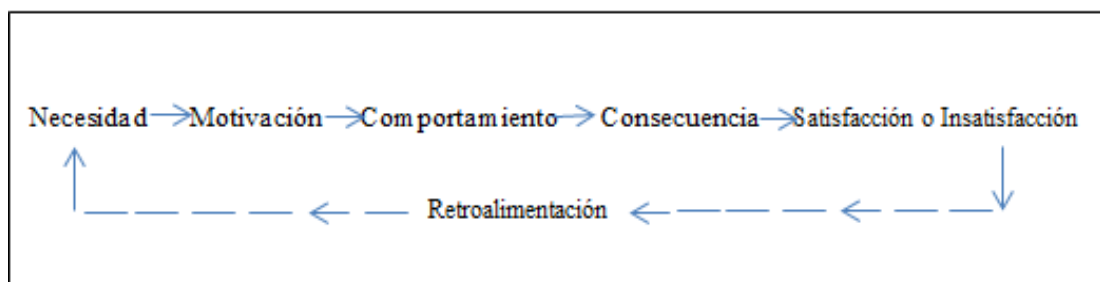 Necesidad Motivación Comportamiento Consecuencia Satisfacción o Insatisfacción
Retroalimentación